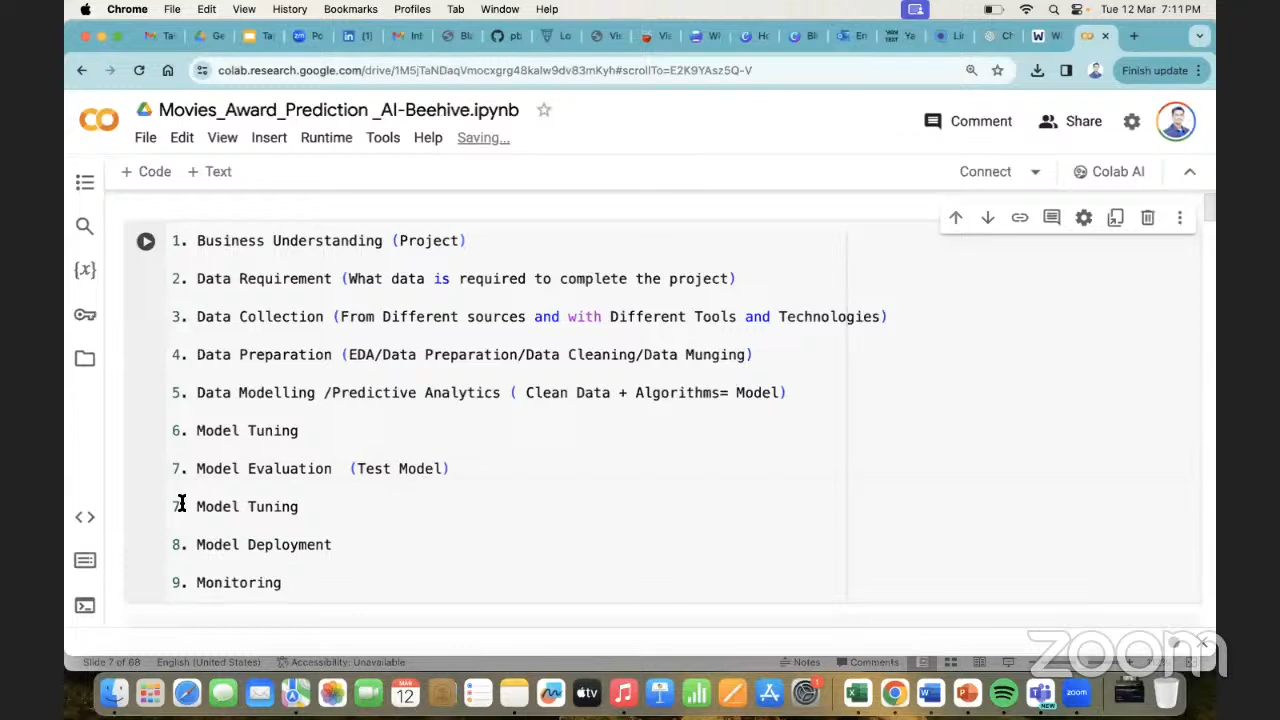 Chrome File Edit View History Bookmarks Profiles Tab Window Help Tue 12 Mar 7:11PM
colab.research.google.com/drive/1M5jTaNDaqVmocxgrg48kalw9dv83mKyh#scrollTo=E2K9YAsz5Q-V Finish update
Movies_Award_Prediction _AI-Beehive.ipynb
File Edit View Insert Runtime Tools Help Saving...
Comment Share
+ Code + Text Connect Colab AI
1. Business Understanding (Project)
2. Data Requirement (What data is required to complete the project)
3. Data Collection (From Different sources and with Different Tools and Technologies)
4. Data Preparation (EDA/Data Preparation/Data Cleaning/Data Munging)
5. Data Modelling /Predictive Analytics ( Clean Data + Algorithms= Model)
6. Model Tuning
7. Model Evaluation  (Test Model)
7. Model Tuning
8. Model Deployment
9. Monitoring
Slide 7 of 68 English (United States) Accessibility: Unavailable Notes Comments
zoom
MAR
12
tv
NEW
zoom